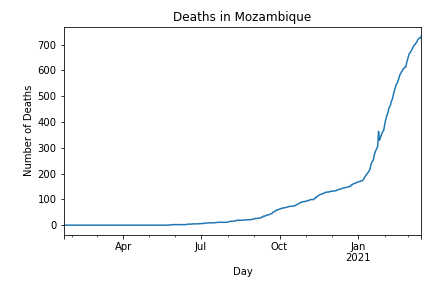 Deaths in Mozambique
Number of Deaths
700
600
500
400
300
200
100
0
Apr
Jul
Oct
Jan
2021
Day